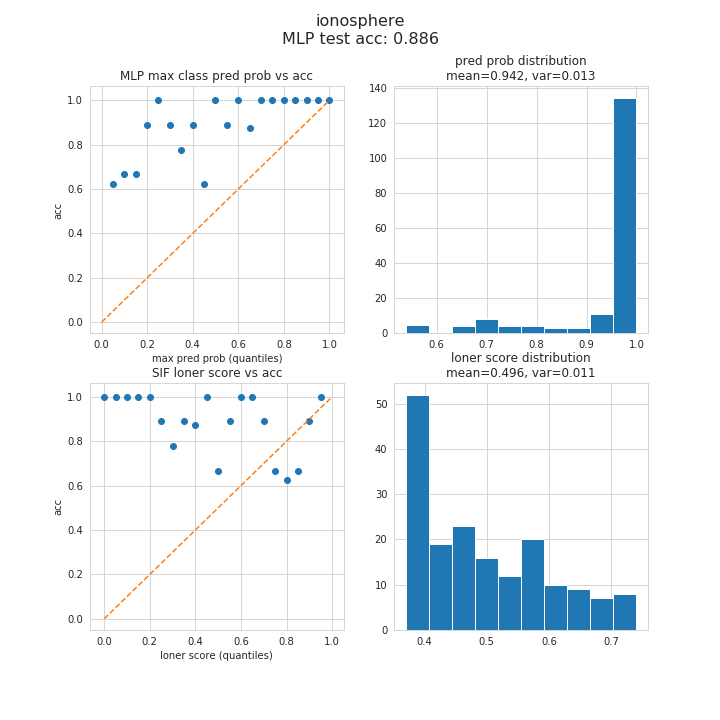 ionosphere
MLP test acc: 0.886
MLP max class pred prob vs acc
1.0
0.8
0.6
0.4
0.2
0.0
acc
0.0 0.2 0.4 0.6 0.8 1.0
max pred prob (quantiles)
pred prob distribution
mean=0.942, var=0.013
140
120
100
80
60
40
20
0
0.6 0.7 0.8 0.9 1.0
SIF loner score vs acc
1.0
0.8
0.6
0.4
0.2
0.0
acc
0.0 0.2 0.4 0.6 0.8 1.0
loner score (quantiles)
loner score distribution
mean=0.496, var=0.011
50
40
30
20
10
0
0.4 0.5 0.6 0.7